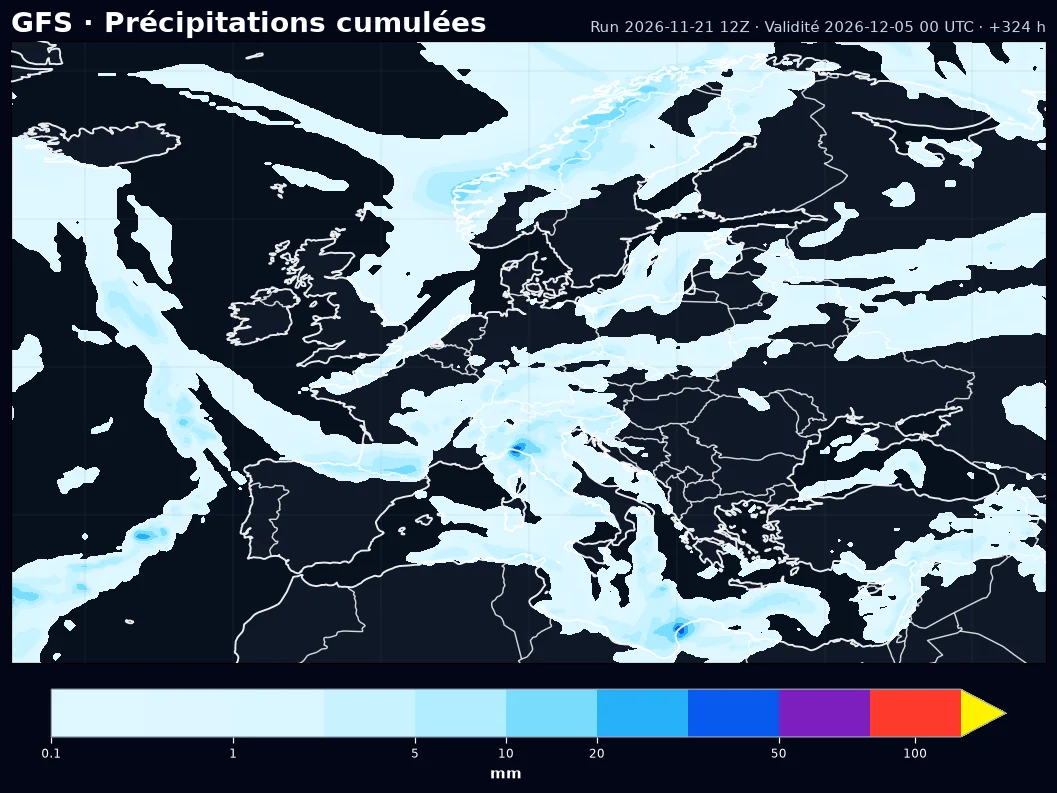 GFS · Précipitations cumulées
Run 2026-11-21 12Z · Validité 2026-12-05 00 UTC · +324 h
0.1 1 5 10 20 50 100
mm